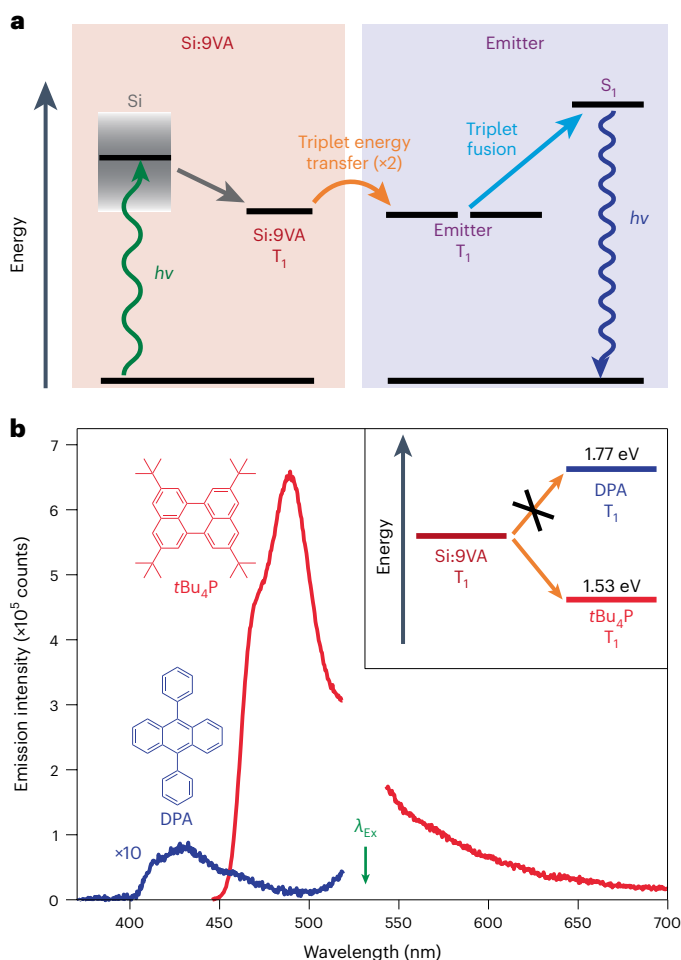 a
Si:9VA
Emitter
Energy
Si
hv
Si:9VA
T1
Triplet energy
transfer (×2)
Emitter
T1
Triplet
fusion
S1
hv
b
Emission intensity (×10⁵ counts)
7
6
5
4
3
2
1
0
tBu4P
DPA
×10
λEx
Energy
Si:9VA
T1
1.77 eV
DPA
T1
1.53 eV
tBu4P
T1
400
450
500
550
600
650
700
Wavelength (nm)